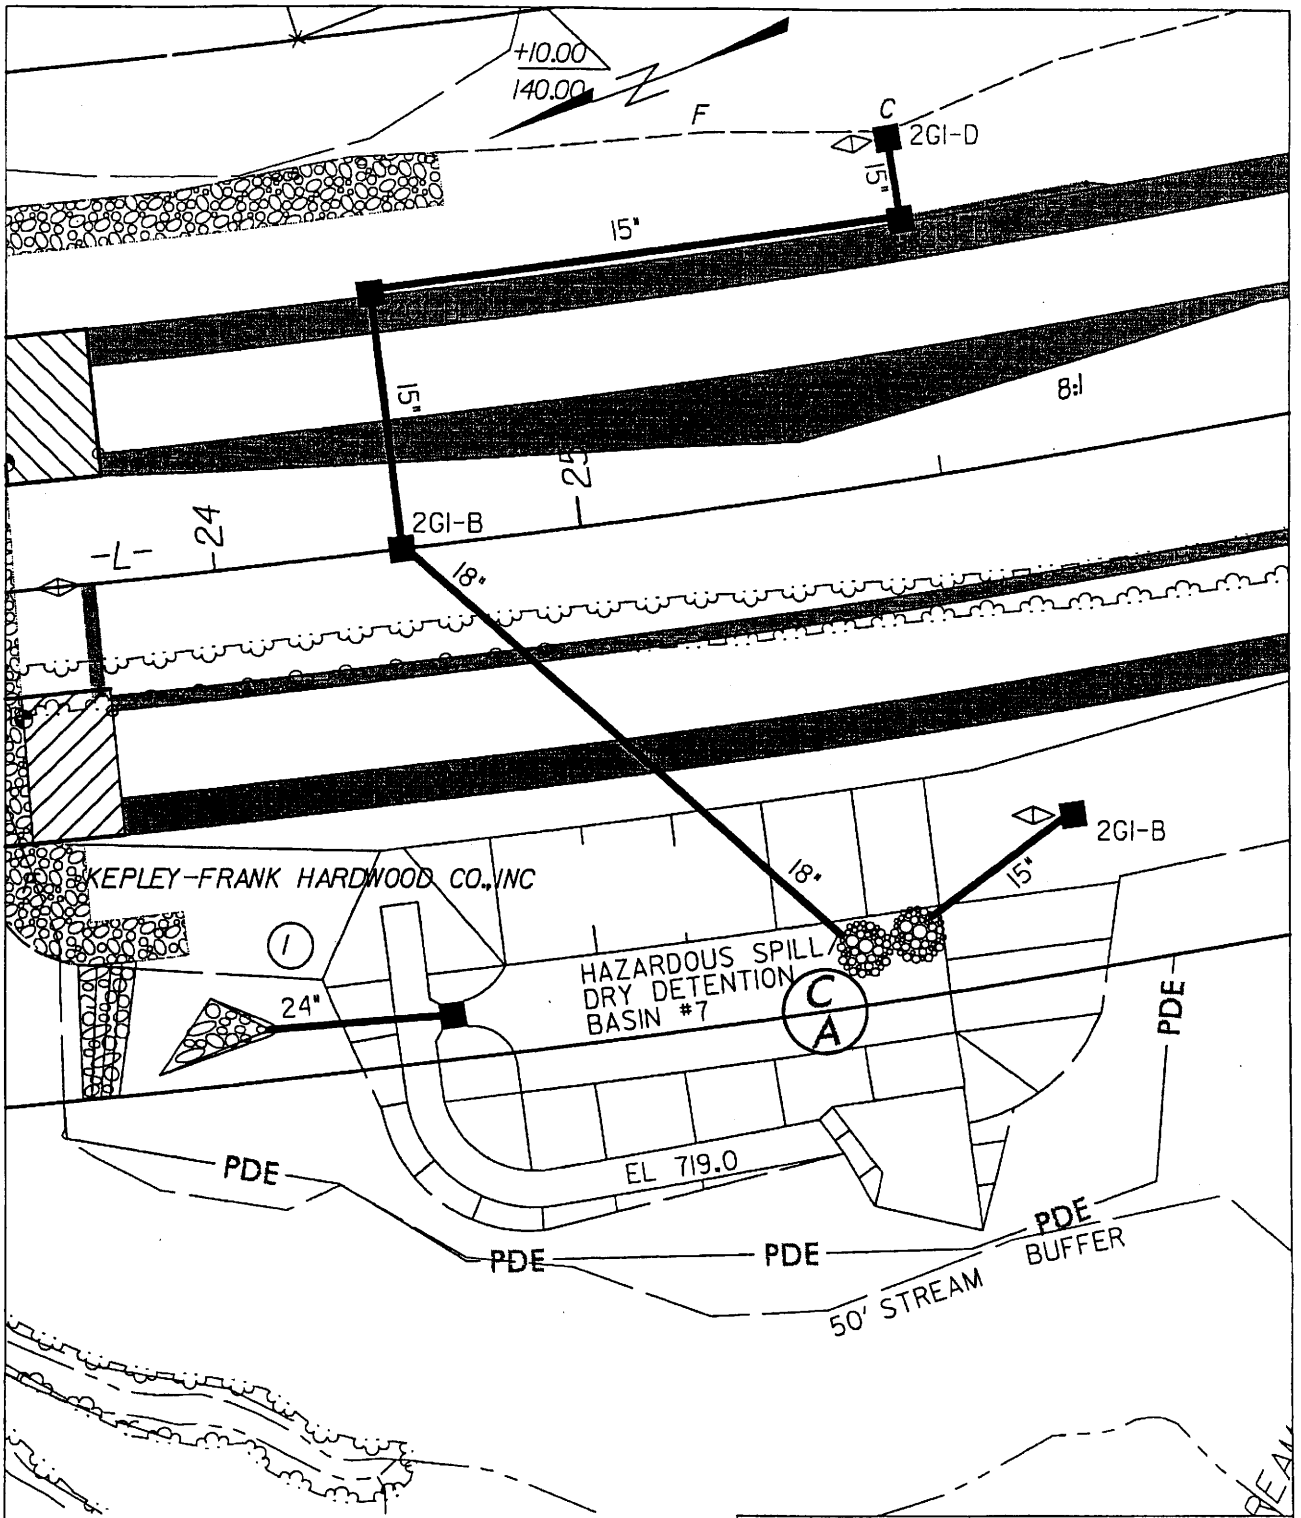 +10.00
140.00
N
F
C
2GI-D
15"
15"
15"
8:1
25
24
-L-
2GI-B
18"
2GI-B
18"
15"
KEPLEY-FRANK HARDWOOD CO., INC
1
HAZARDOUS SPILL/
DRY DETENTION
BASIN #7
C
A
24"
PDE
EL 719.0
PDE
PDE
PDE
PDE
BUFFER
50' STREAM